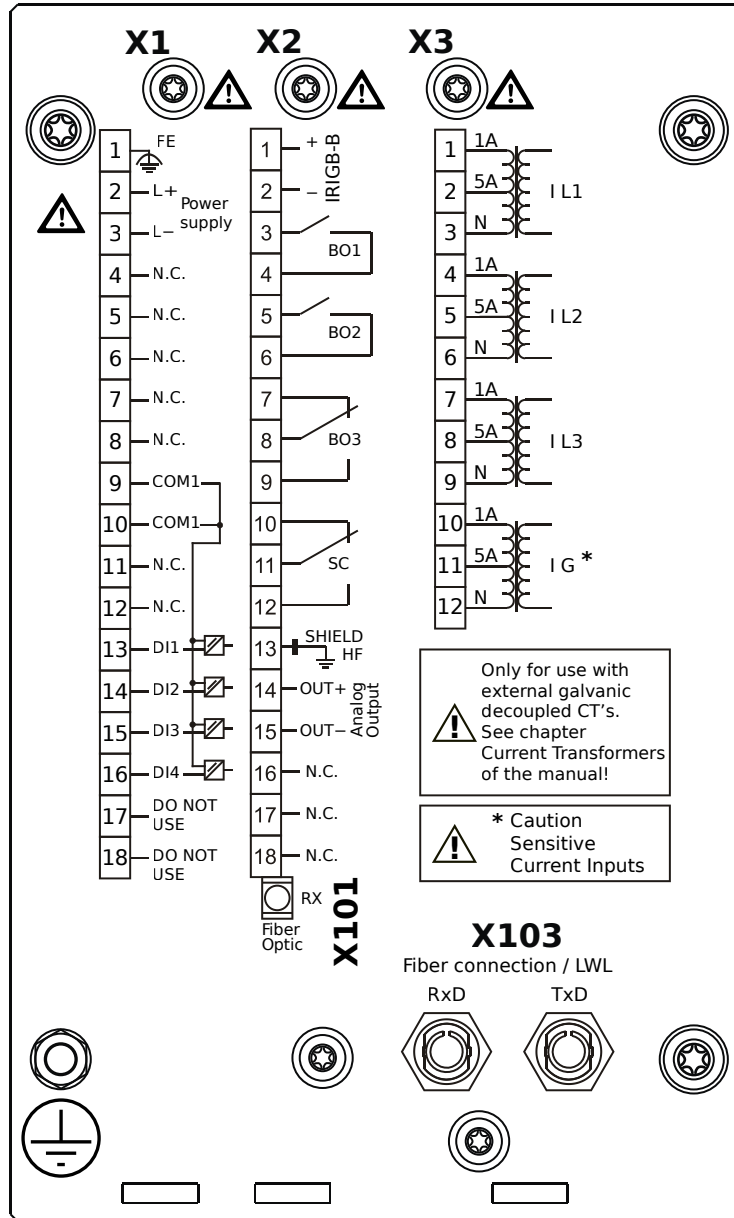 X1
X2
X3
1 FE
2 L+
3 L−
Power
supply
4 N.C.
5 N.C.
6 N.C.
7 N.C.
8 N.C.
9 COM1
10 COM1
11 N.C.
12 N.C.
13 DI1
14 DI2
15 DI3
16 DI4
17 DO NOT
USE
18 DO NOT
USE
1 +
2 −
IRIGB-B
3
4
BO1
5
6
BO2
7
8
9
BO3
10
11
12
SC
13 SHIELD
HF
14 OUT+
15 OUT−
Analog
Output
16 N.C.
17 N.C.
18 N.C.
RX
Fiber
Optic
X101
1 1A
2 5A
3 N
I L1
4 1A
5 5A
6 N
I L2
7 1A
8 5A
9 N
I L3
10 1A
11 5A
12 N
I G *
Only for use with
external galvanic
decoupled CT’s.
See chapter
Current Transformers
of the manual!
* Caution
Sensitive
Current Inputs
X103
Fiber connection / LWL
RxD TxD